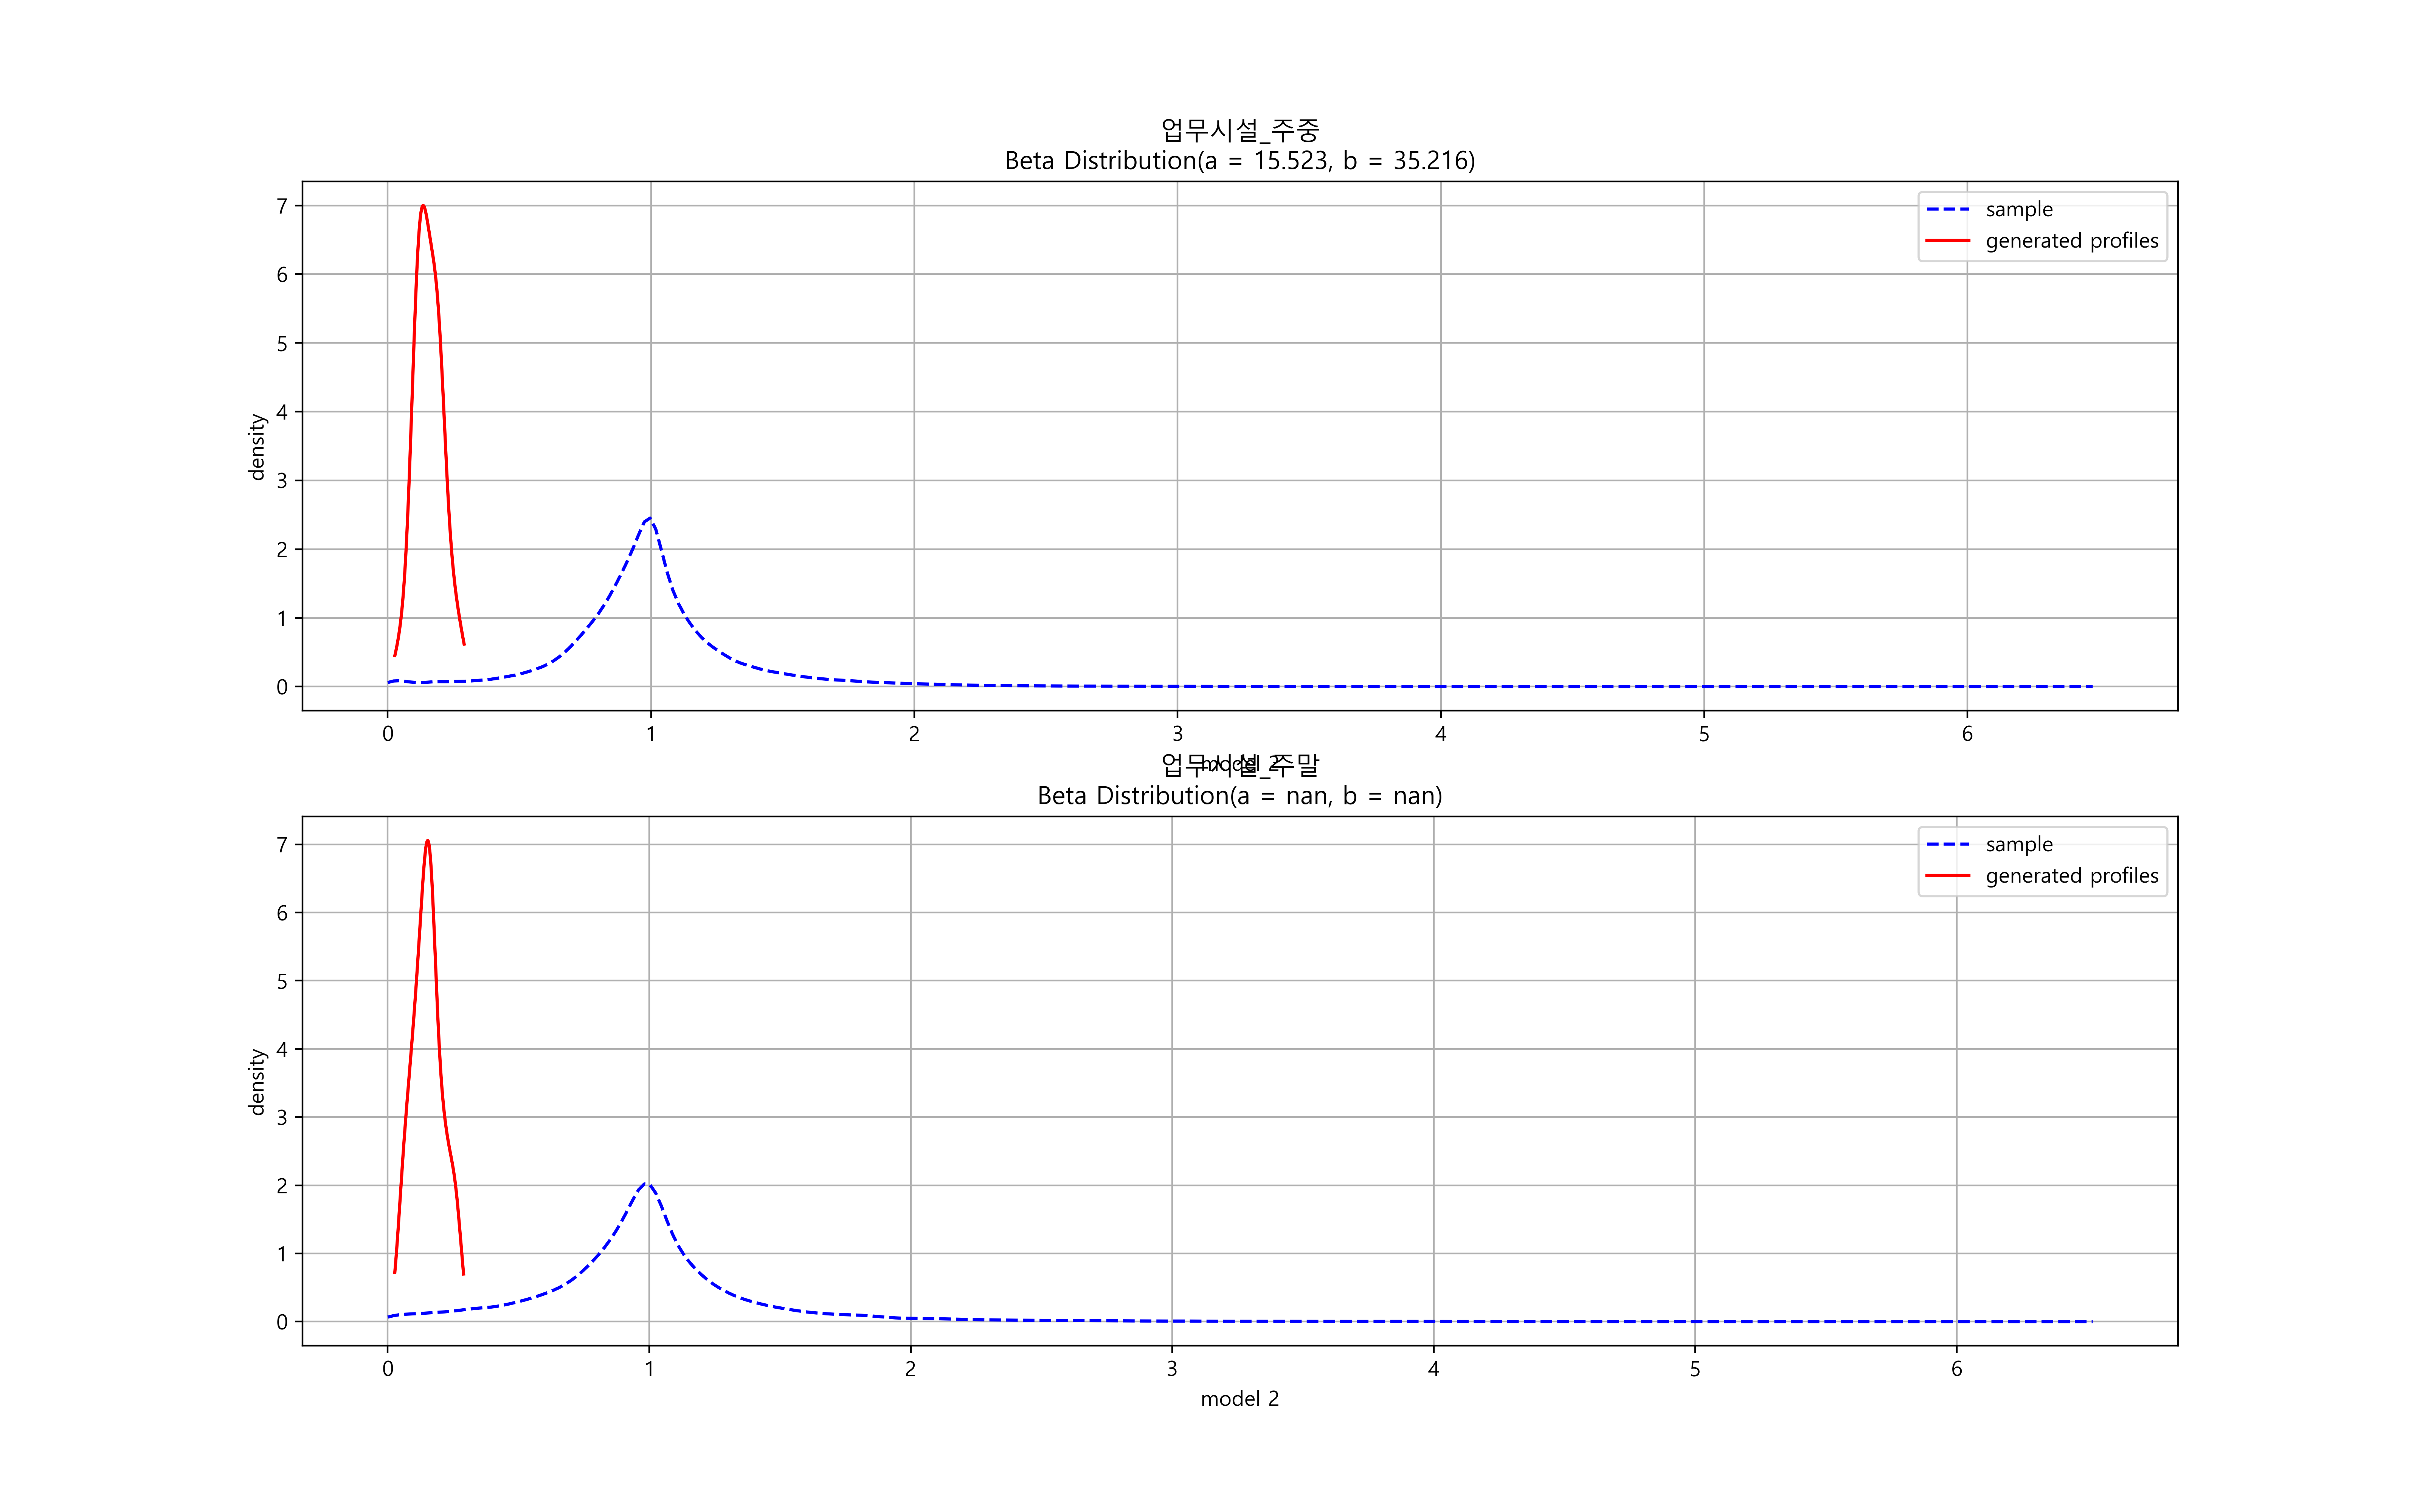 업무시설_주중
Beta Distribution(a = 15.523, b = 35.216)
sample
generated profiles
7
6
5
4
3
2
1
0
density
0 1 2 3 4 5 6
model 2
업무시설_주말
Beta Distribution(a = nan, b = nan)
sample
generated profiles
7
6
5
4
3
2
1
0
density
0 1 2 3 4 5 6
model 2